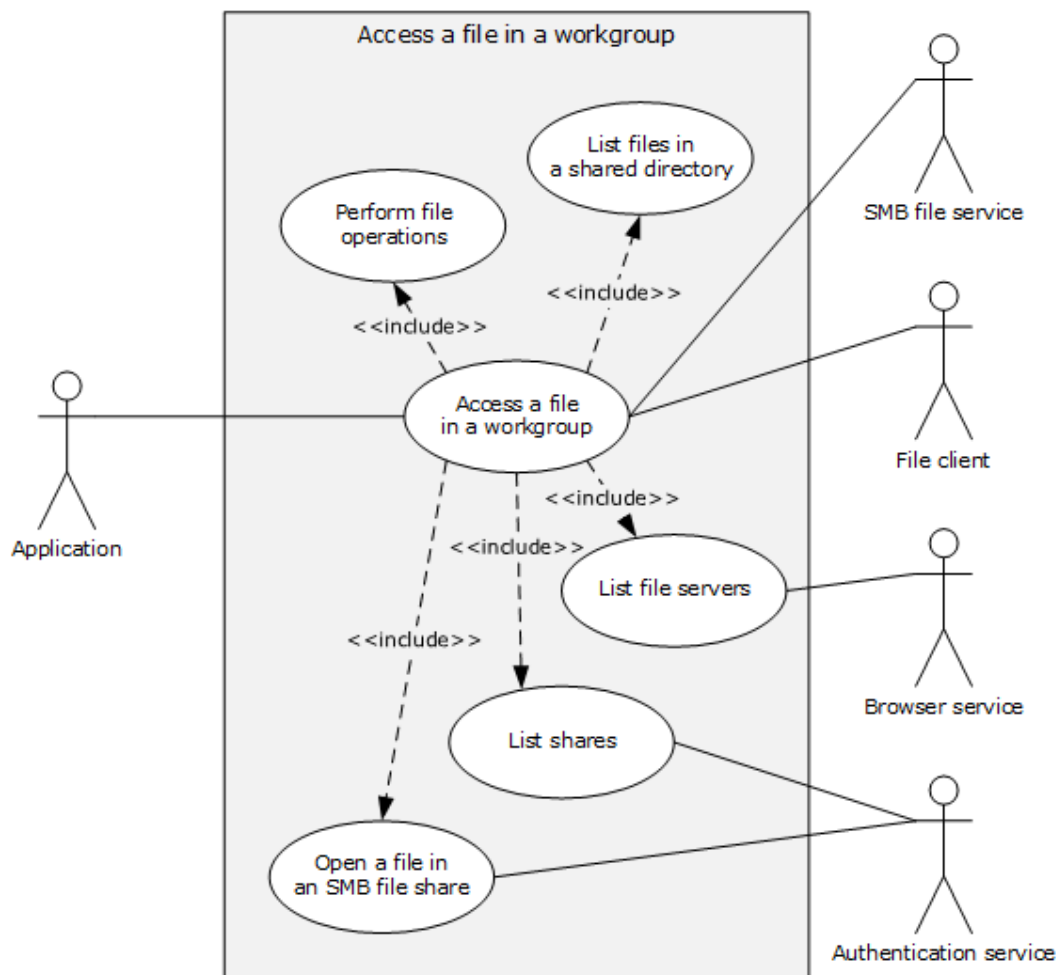 Access a file in a workgroup
List files in
a shared directory
Perform file
operations
SMB file service
<<include>>
<<include>>
Access a file
in a workgroup
File client
Application
<<include>>
<<include>>
List file servers
<<include>>
Browser service
List shares
Open a file in
an SMB file share
Authentication service